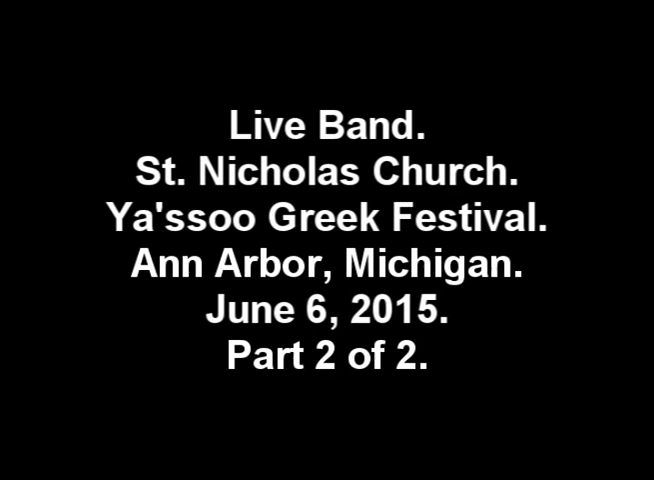 Live Band.
St. Nicholas Church.
Ya'ssoo Greek Festival.
Ann Arbor, Michigan.
June 6, 2015.
Part 2 of 2.